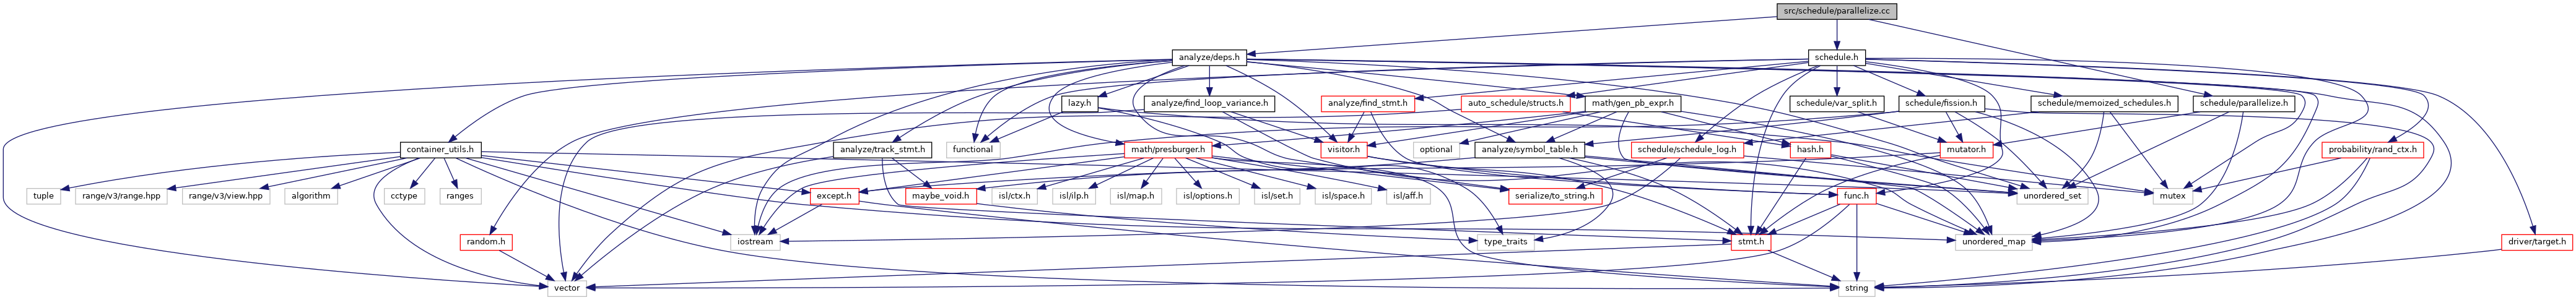 src/schedule/parallelize.cc
analyze/deps.h
schedule.h
lazy.h
analyze/find_loop_variance.h
analyze/find_stmt.h
auto_schedule/structs.h
math/gen_pb_expr.h
schedule/var_split.h
schedule/fission.h
schedule/memoized_schedules.h
schedule/parallelize.h
container_utils.h
analyze/track_stmt.h
functional
math/presburger.h
visitor.h
optional
analyze/symbol_table.h
schedule/schedule_log.h
hash.h
mutator.h
probability/rand_ctx.h
tuple
range/v3/range.hpp
range/v3/view.hpp
algorithm
cctype
ranges
except.h
maybe_void.h
isl/ctx.h
isl/ilp.h
isl/map.h
isl/options.h
isl/set.h
isl/space.h
isl/aff.h
serialize/to_string.h
func.h
unordered_set
mutex
random.h
iostream
type_traits
stmt.h
unordered_map
driver/target.h
vector
string